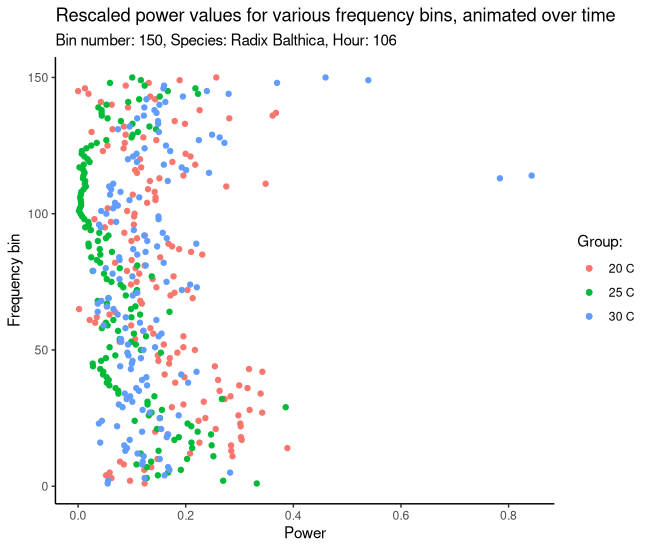 Rescaled power values for various frequency bins, animated over time
Bin number: 150, Species: Radix Balthica, Hour: 106
150
100
50
0
Frequency bin
0.0 0.2 0.4 0.6 0.8
Power
Group:
20 C
25 C
30 C